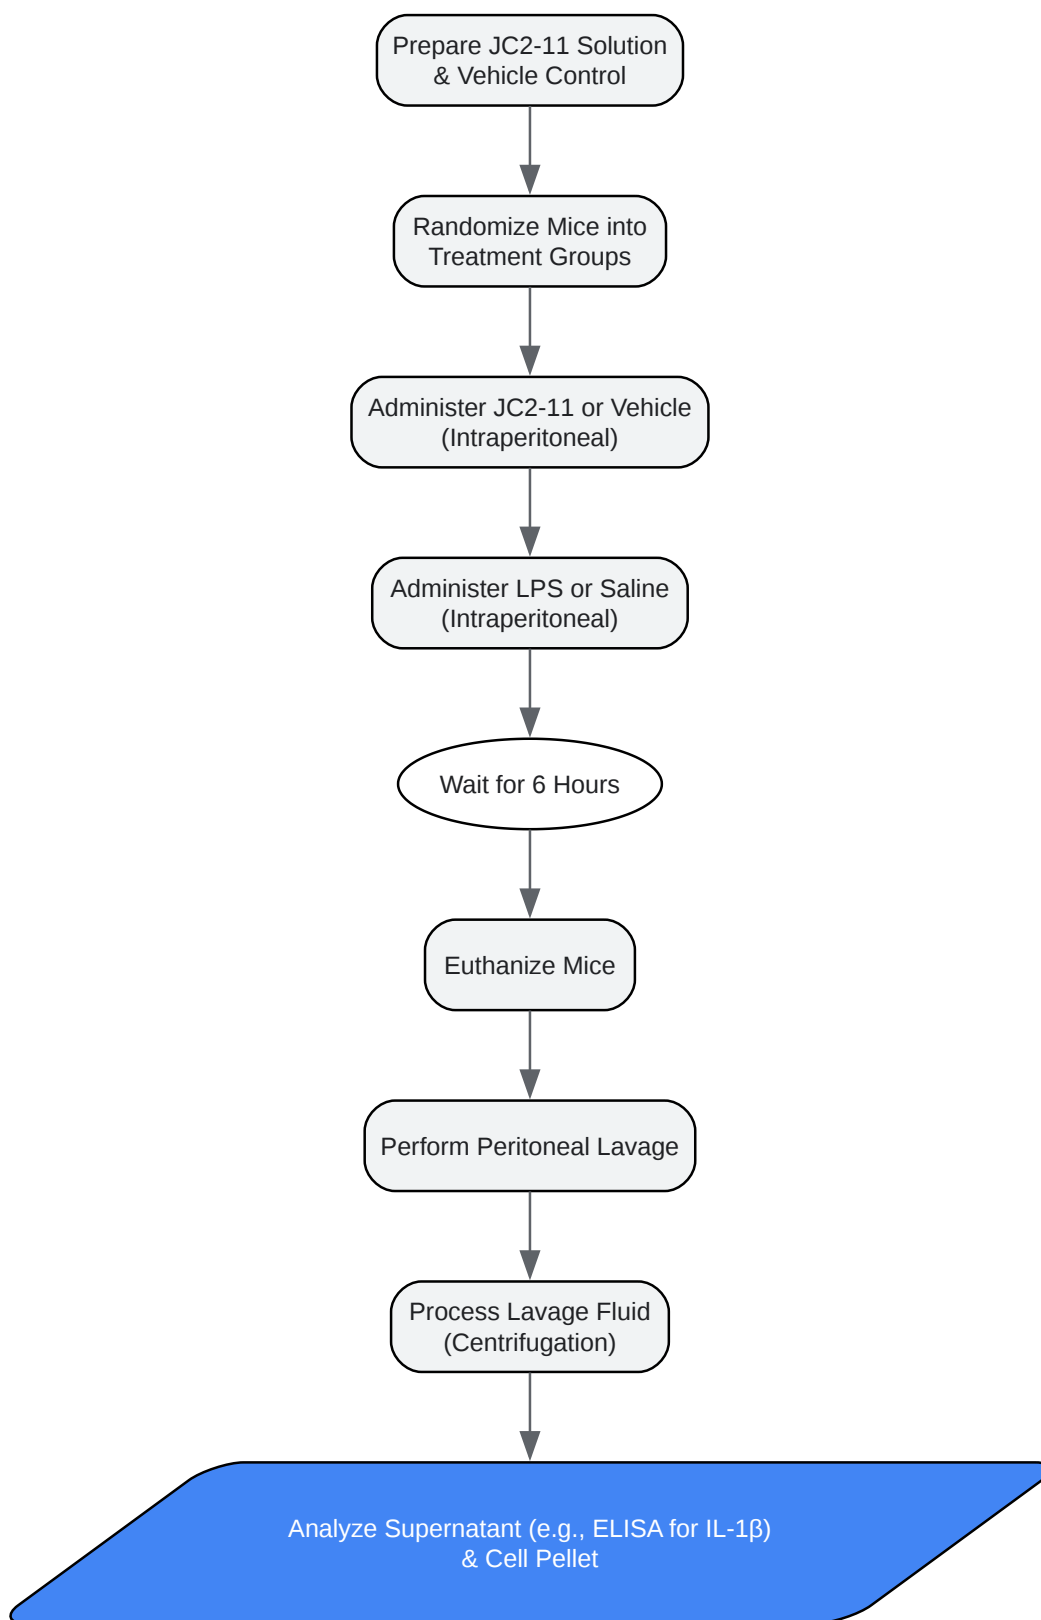 Prepare JC2-11 Solution
& Vehicle Control
Randomize Mice into
Treatment Groups
Administer JC2-11 or Vehicle
(Intraperitoneal)
Administer LPS or Saline
(Intraperitoneal)
Wait for 6 Hours
Euthanize Mice
Perform Peritoneal Lavage
Process Lavage Fluid
(Centrifugation)
Analyze Supernatant (e.g., ELISA for IL-1β)
& Cell Pellet